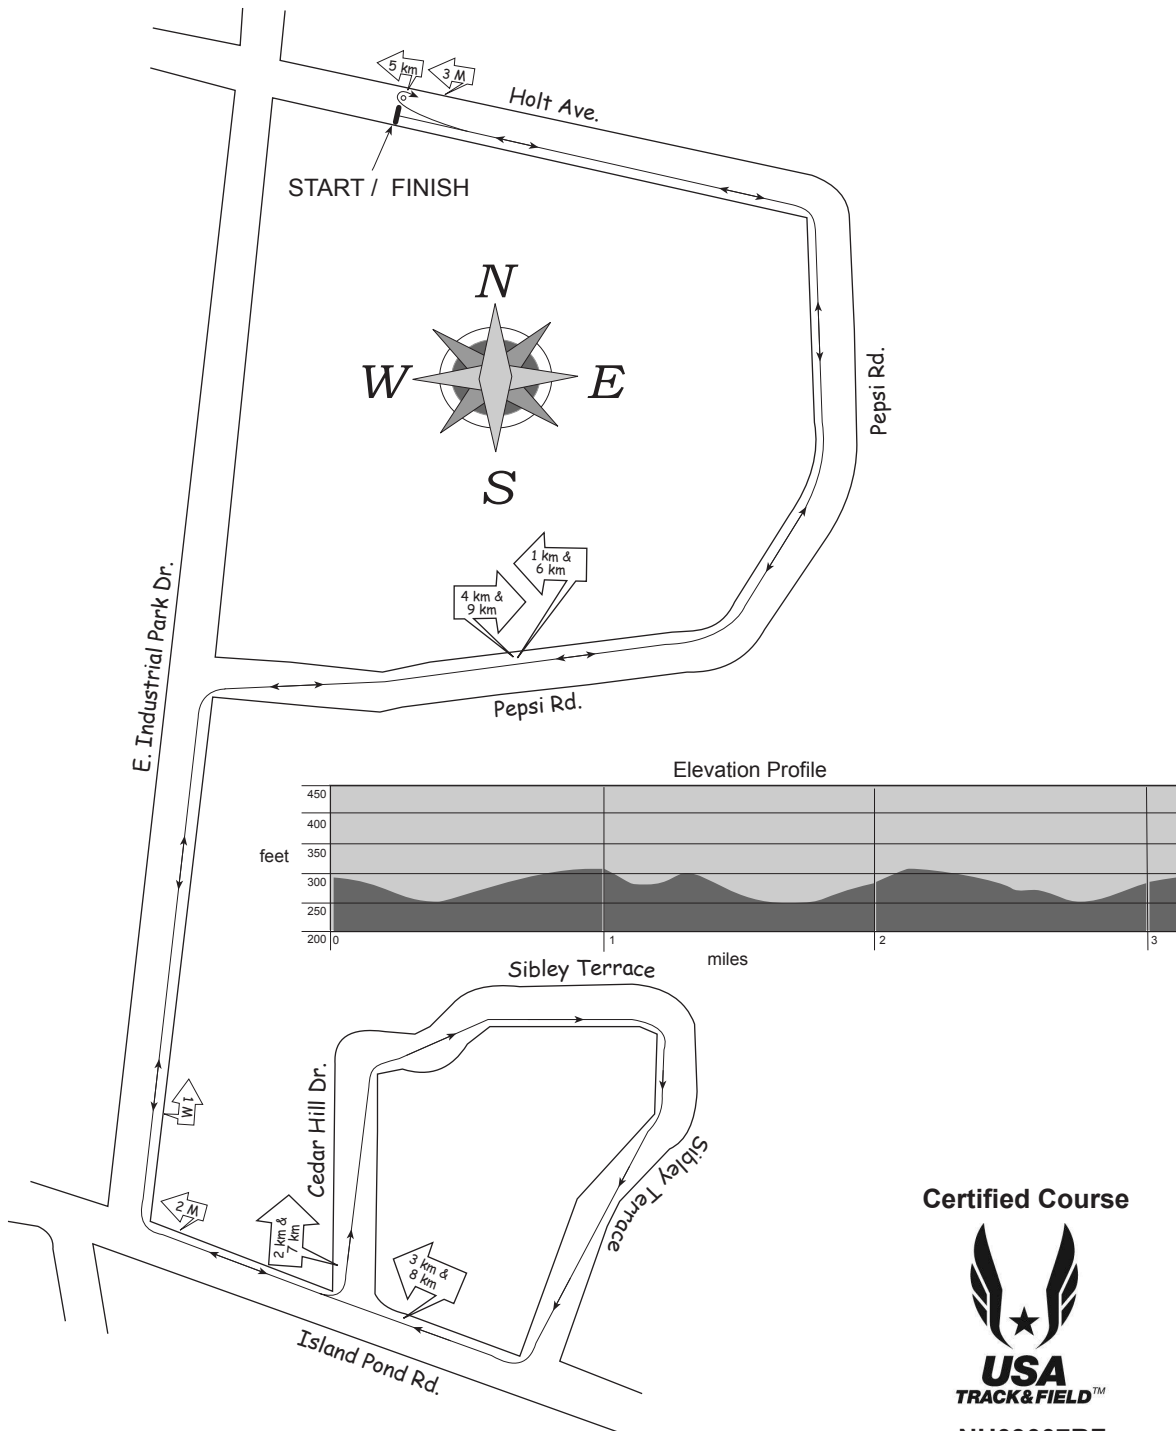 5 km
3 M
Holt Ave.
START / FINISH
N
W
E
S
Pepsi Rd.
1 km &
6 km
4 km &
9 km
E. Industrial Park Dr.
Pepsi Rd.
Elevation Profile
450
400
350
feet
300
250
200
0
1
2
3
miles
Sibley Terrace
Cedar Hill Dr.
1 M
Sibley Terrace
2 M
2 km &
7 km
3 km &
8 km
Island Pond Rd.
Certified Course
USA
TRACK&FIELD™